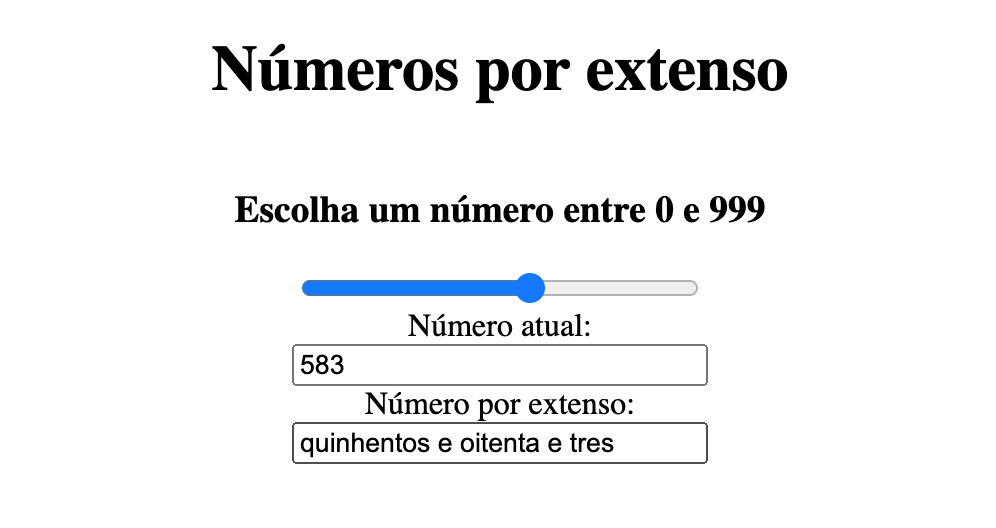 Números por extenso
Escolha um número entre 0 e 999
Número atual:
583
Número por extenso:
quinhentos e oitenta e tres